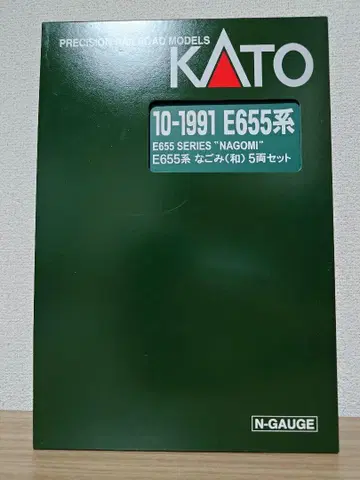 PRECISION RAILROAD MODELS
KATO
10-1991 E655系
E655 SERIES "NAGOMI"
E655系 なごみ(和) 5両セット
N-GAUGE